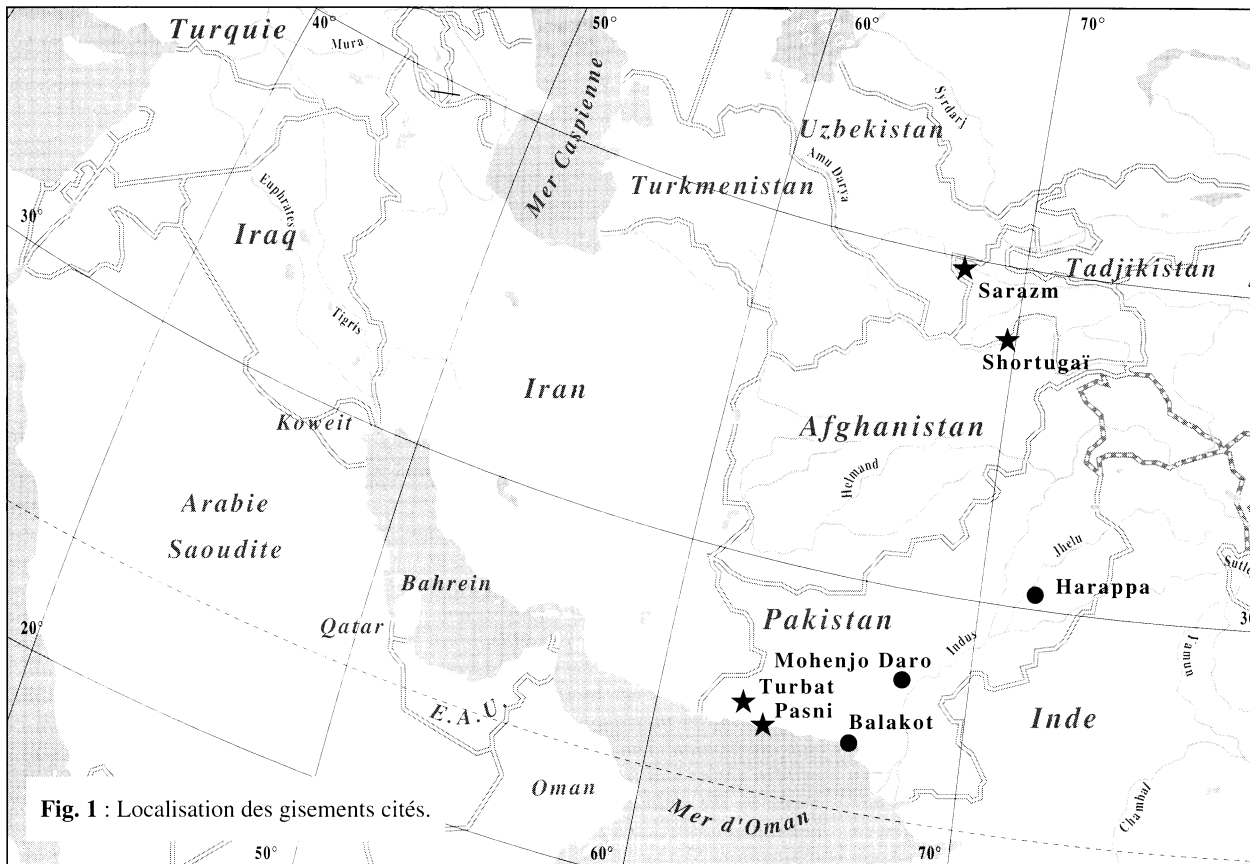 40°
50°
60°
70°
Turquie
Mura
Mer Caspienne
Syrdarj
Uzbekistan
Amu Darya
Turkmenistan
Euphrates
30°
Iraq
Tadjikistan
Sarazm
Tigris
Shortugaï
Iran
Koweit
Afghanistan
Helmand
Arabie
Saoudite
Jhelu
Bahrein
Harappa
20°
Qatar
Pakistan
Indus
Mohenjo Daro
Turbat
Pasni
E.A.U.
Balakot
Inde
Oman
Mer d'Oman
Fig. 1 : Localisation des gisements cités.
50°
60°
70°